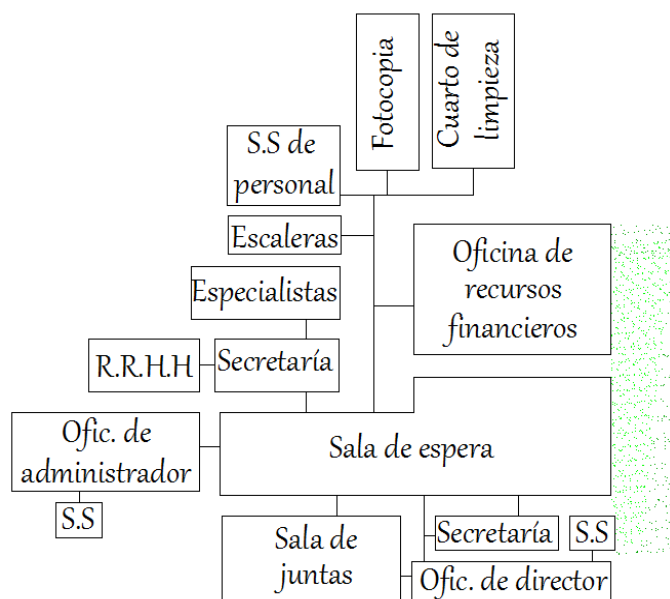 Fotocopia
Cuarto de
limpieza
S.S de
personal
Escaleras
Oficina de
recursos
financieros
Especialistas
R.R.H.H
Secretaría
Ofic. de
administrador
Sala de espera
S.S
Sala de
juntas
Secretaría
S.S
Ofic. de director